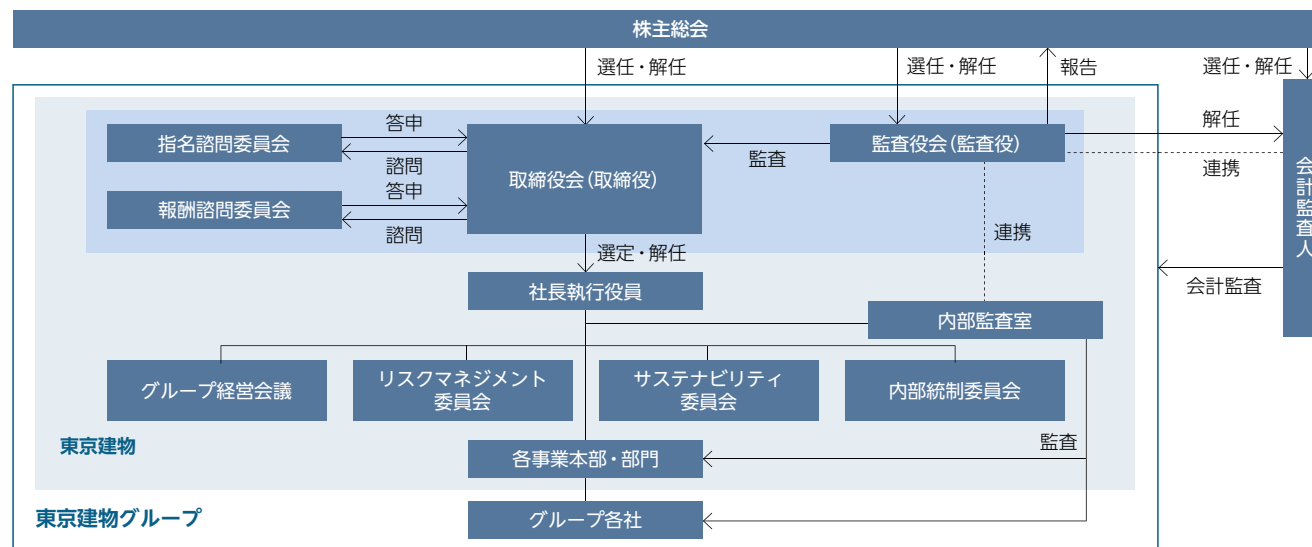 株主総会
選任・解任
選任・解任
報告
選任・解任
指名諮問委員会
答申
諮問
取締役会(取締役)
監査
監査役会(監査役)
解任
連携
会計監査人
報酬諮問委員会
答申
諮問
選定・解任
連携
会計監査
社長執行役員
内部監査室
グループ経営会議
リスクマネジメント
委員会
サステナビリティ
委員会
内部統制委員会
東京建物
各事業本部・部門
監査
東京建物グループ
グループ各社